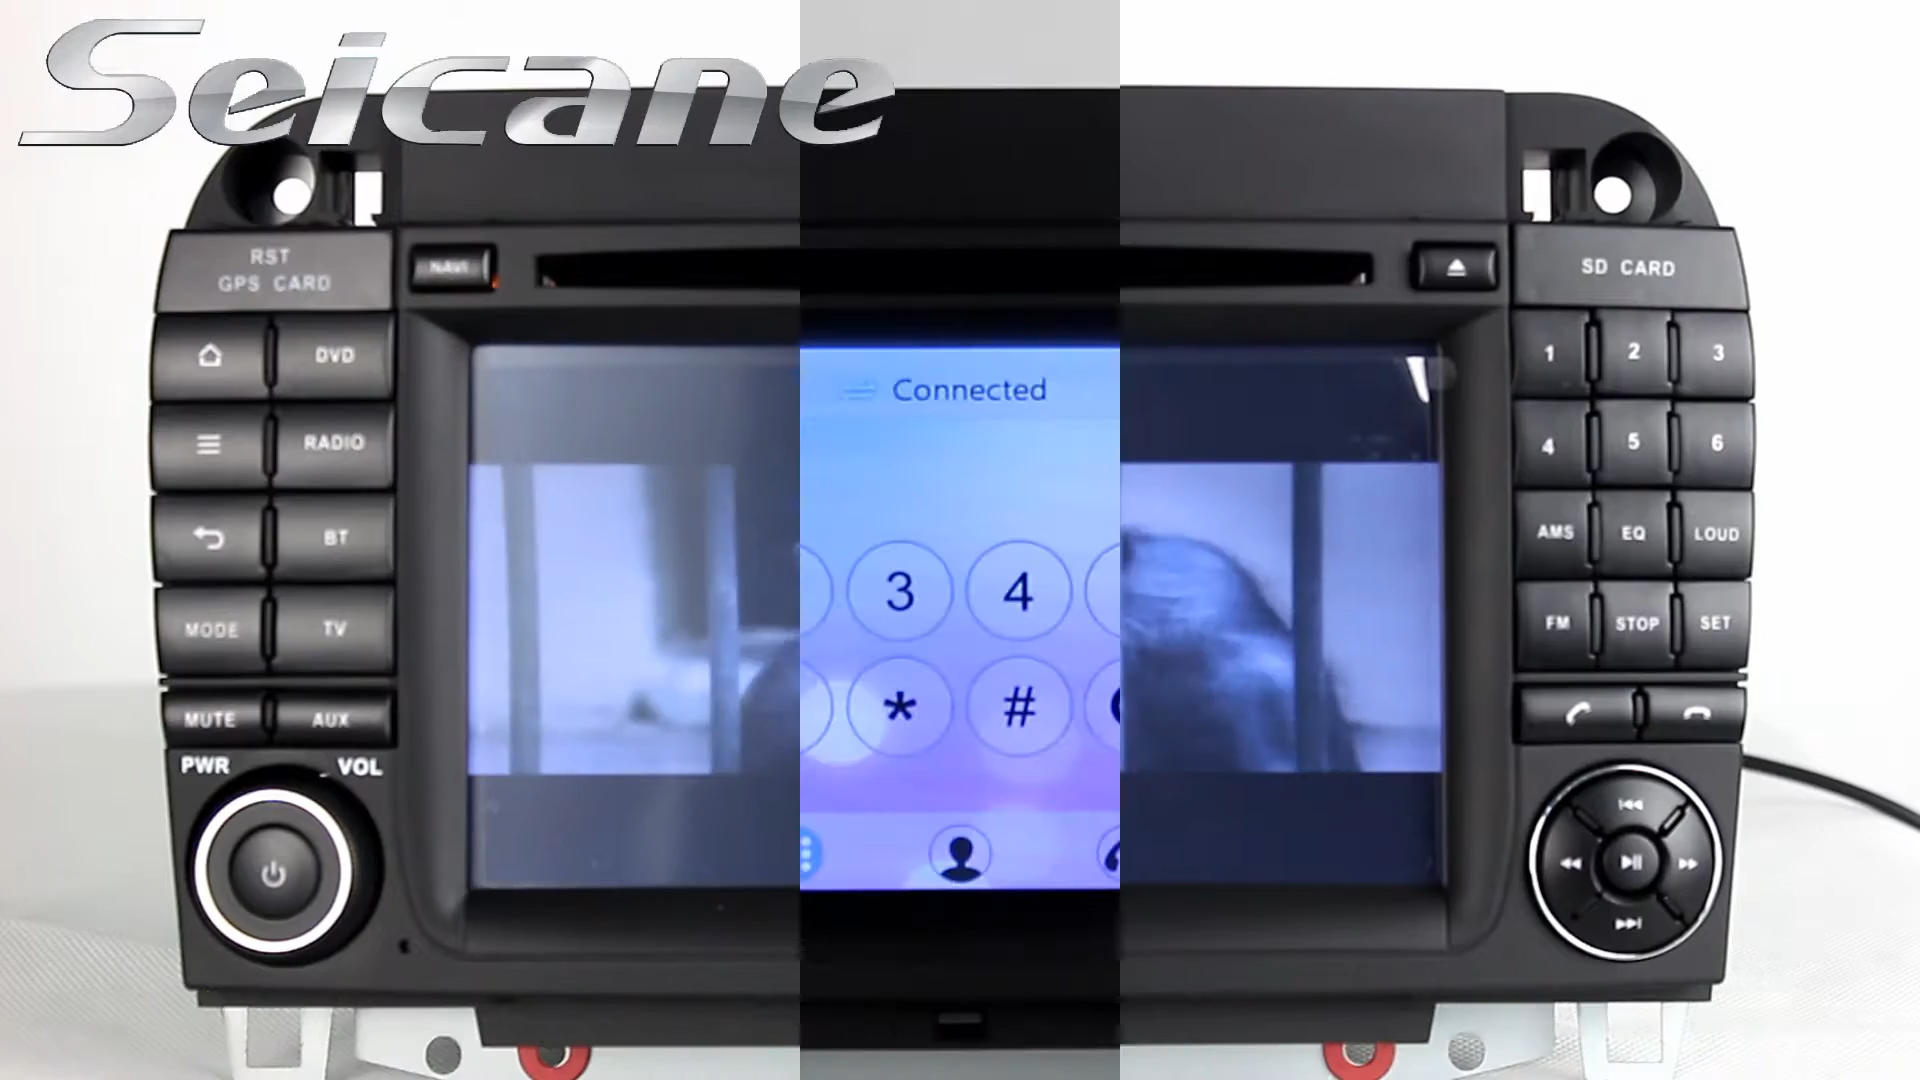 Seicane
RST
GPS CARD
NAVI
SD CARD
DVD
1 2 3
Connected
RADIO
4 5 6
BT
AMS EQ LOUD
3 4
MODE TV
FM STOP SET
* #
MUTE AUX
PWR VOL